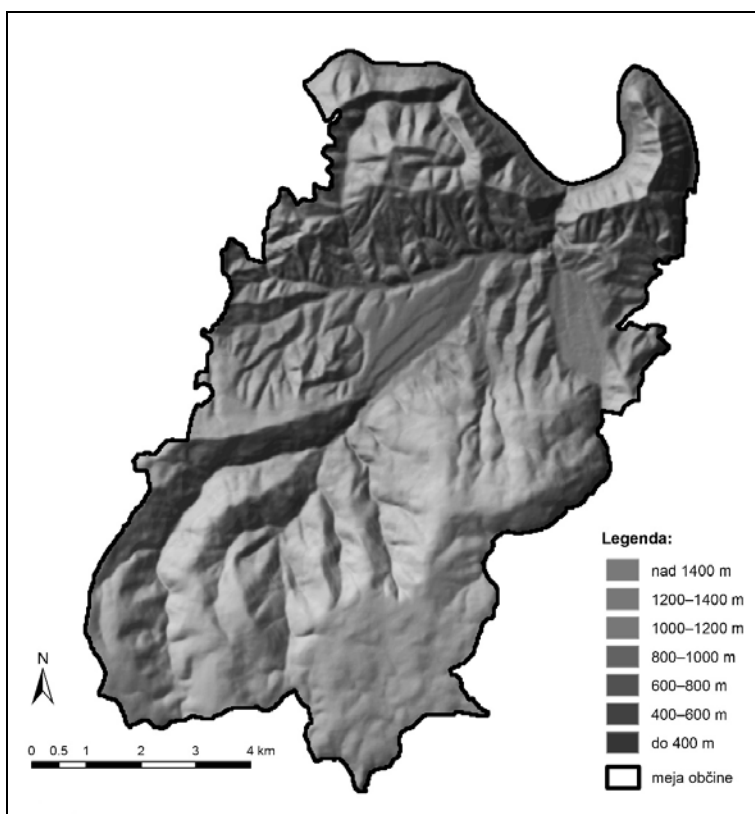 Legenda:
nad 1400 m
1200–1400 m
1000–1200 m
800–1000 m
600–800 m
400–600 m
do 400 m
meja občine
N
0 0.5 1 2 3 4 km